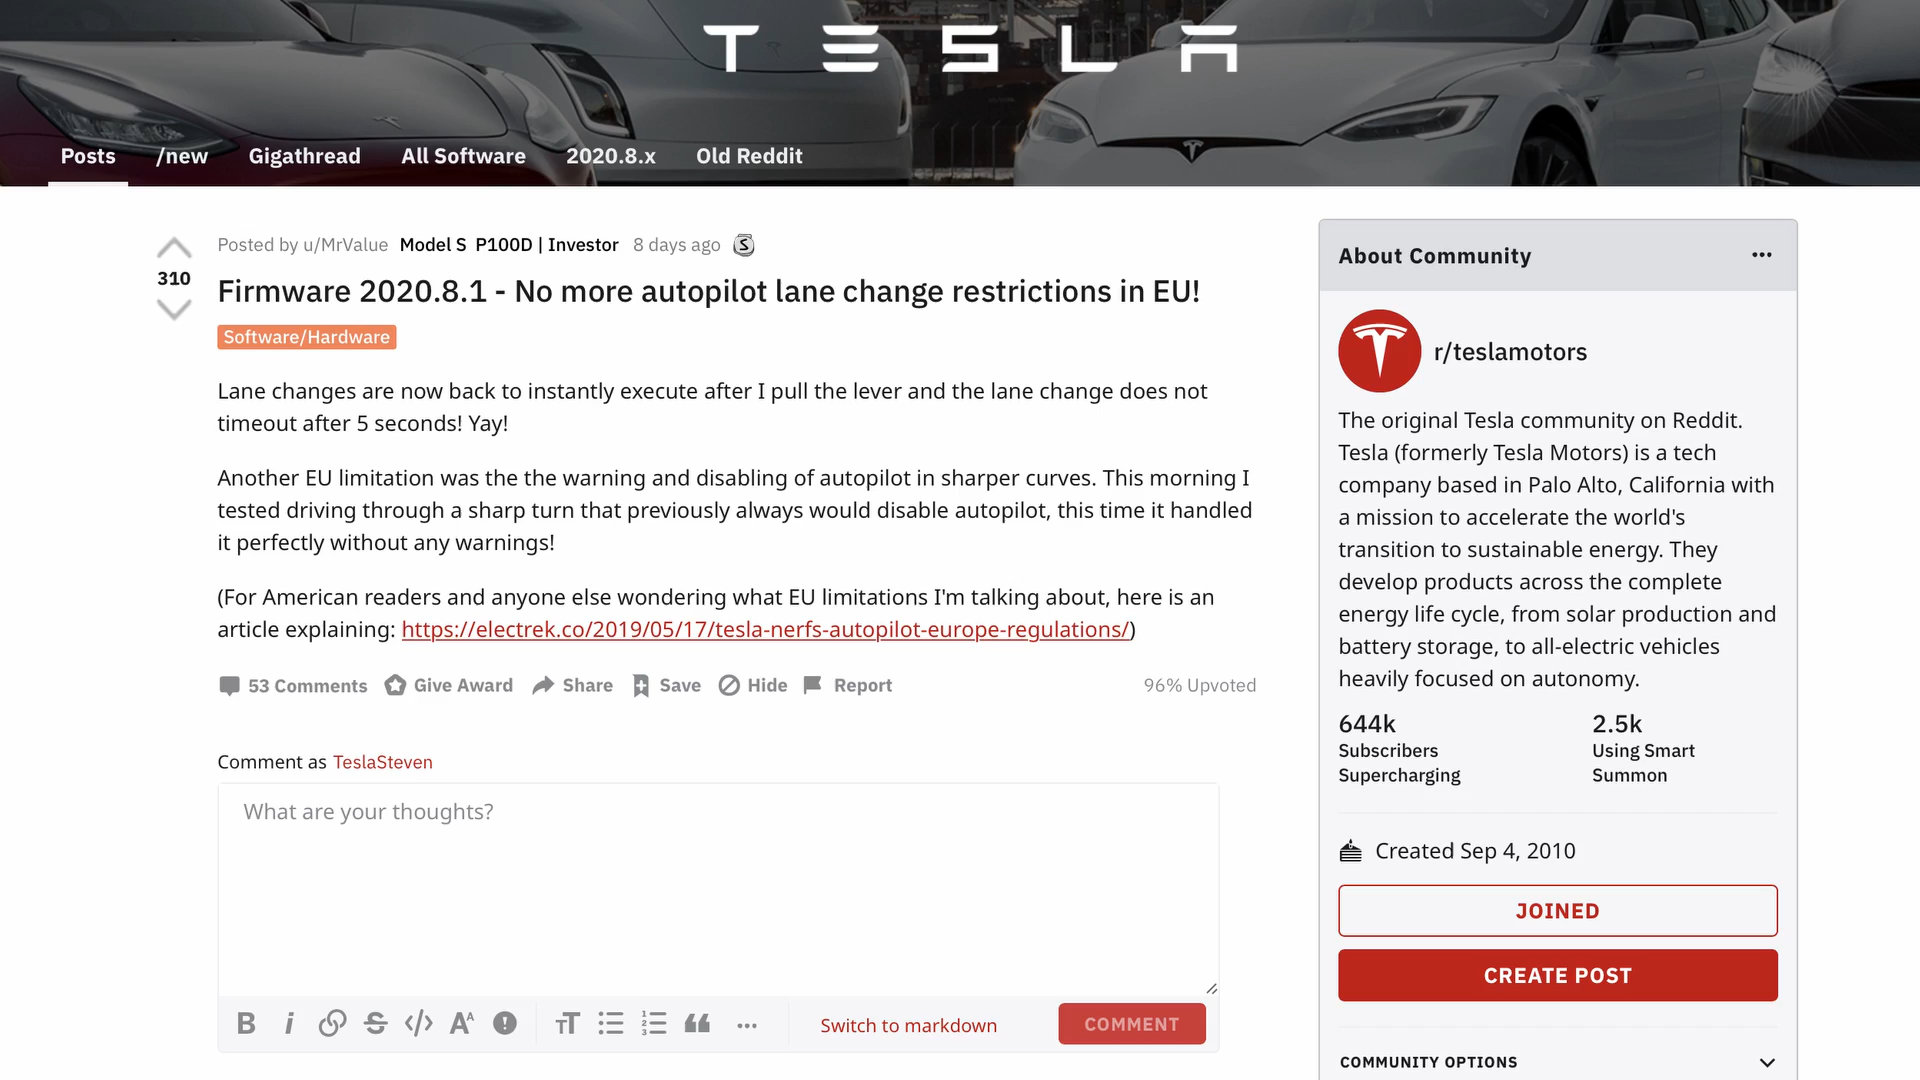 TESLA
Posts /new Gigathread All Software 2020.8.x Old Reddit
Posted by u/MrValue Model S P100D | Investor 8 days ago
310
Firmware 2020.8.1 - No more autopilot lane change restrictions in EU!
Software/Hardware
Lane changes are now back to instantly execute after I pull the lever and the lane change does not
timeout after 5 seconds! Yay!
Another EU limitation was the the warning and disabling of autopilot in sharper curves. This morning I
tested driving through a sharp turn that previously always would disable autopilot, this time it handled
it perfectly without any warnings!
(For American readers and anyone else wondering what EU limitations I'm talking about, here is an
article explaining: https://electrek.co/2019/05/17/tesla-nerfs-autopilot-europe-regulations/)
53 Comments Give Award Share Save Hide Report 96% Upvoted
Comment as TeslaSteven
What are your thoughts?
Switch to markdown COMMENT
About Community
r/teslamotors
The original Tesla community on Reddit.
Tesla (formerly Tesla Motors) is a tech
company based in Palo Alto, California with
a mission to accelerate the world's
transition to sustainable energy. They
develop products across the complete
energy life cycle, from solar production and
battery storage, to all-electric vehicles
heavily focused on autonomy.
644k 2.5k
Subscribers Using Smart
Supercharging Summon
Created Sep 4, 2010
JOINED
CREATE POST
COMMUNITY OPTIONS